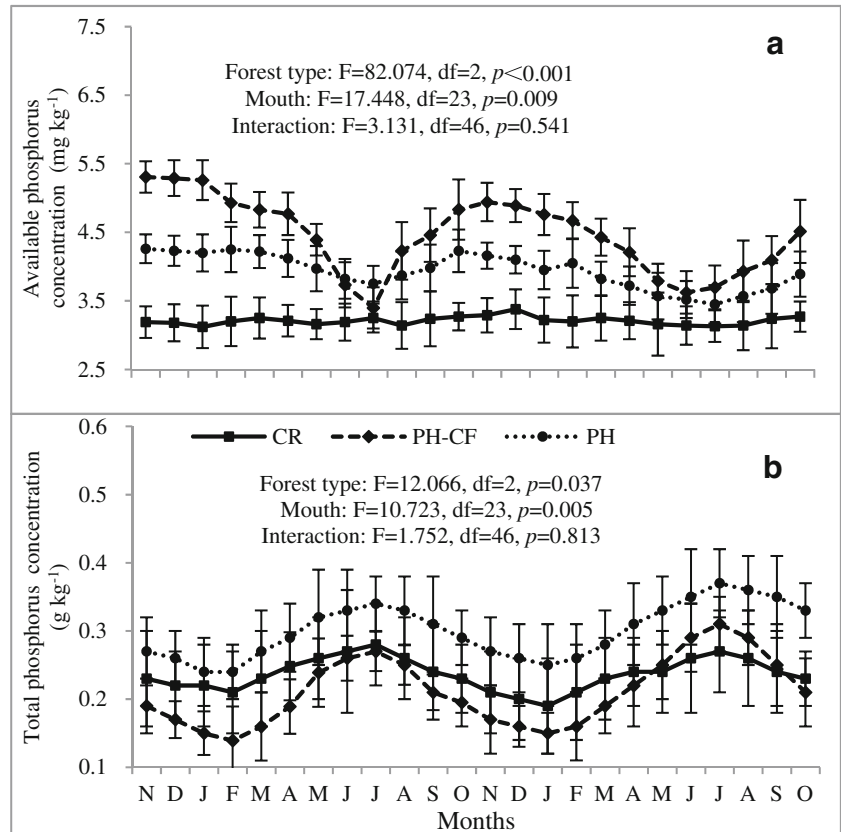 a
Forest type: F=82.074, df=2, p<0.001
Mouth: F=17.448, df=23, p=0.009
Interaction: F=3.131, df=46, p=0.541
Available phosphorus
concentration (mg kg-1)
7.5
6.5
5.5
4.5
3.5
2.5
b
CR PH-CF PH
Forest type: F=12.066, df=2, p=0.037
Mouth: F=10.723, df=23, p=0.005
Interaction: F=1.752, df=46, p=0.813
Total phosphorus concentration
(g kg-1)
0.6
0.5
0.4
0.3
0.2
0.1
N D J F M A M J J A S O N D J F M A M J J A S O
Months